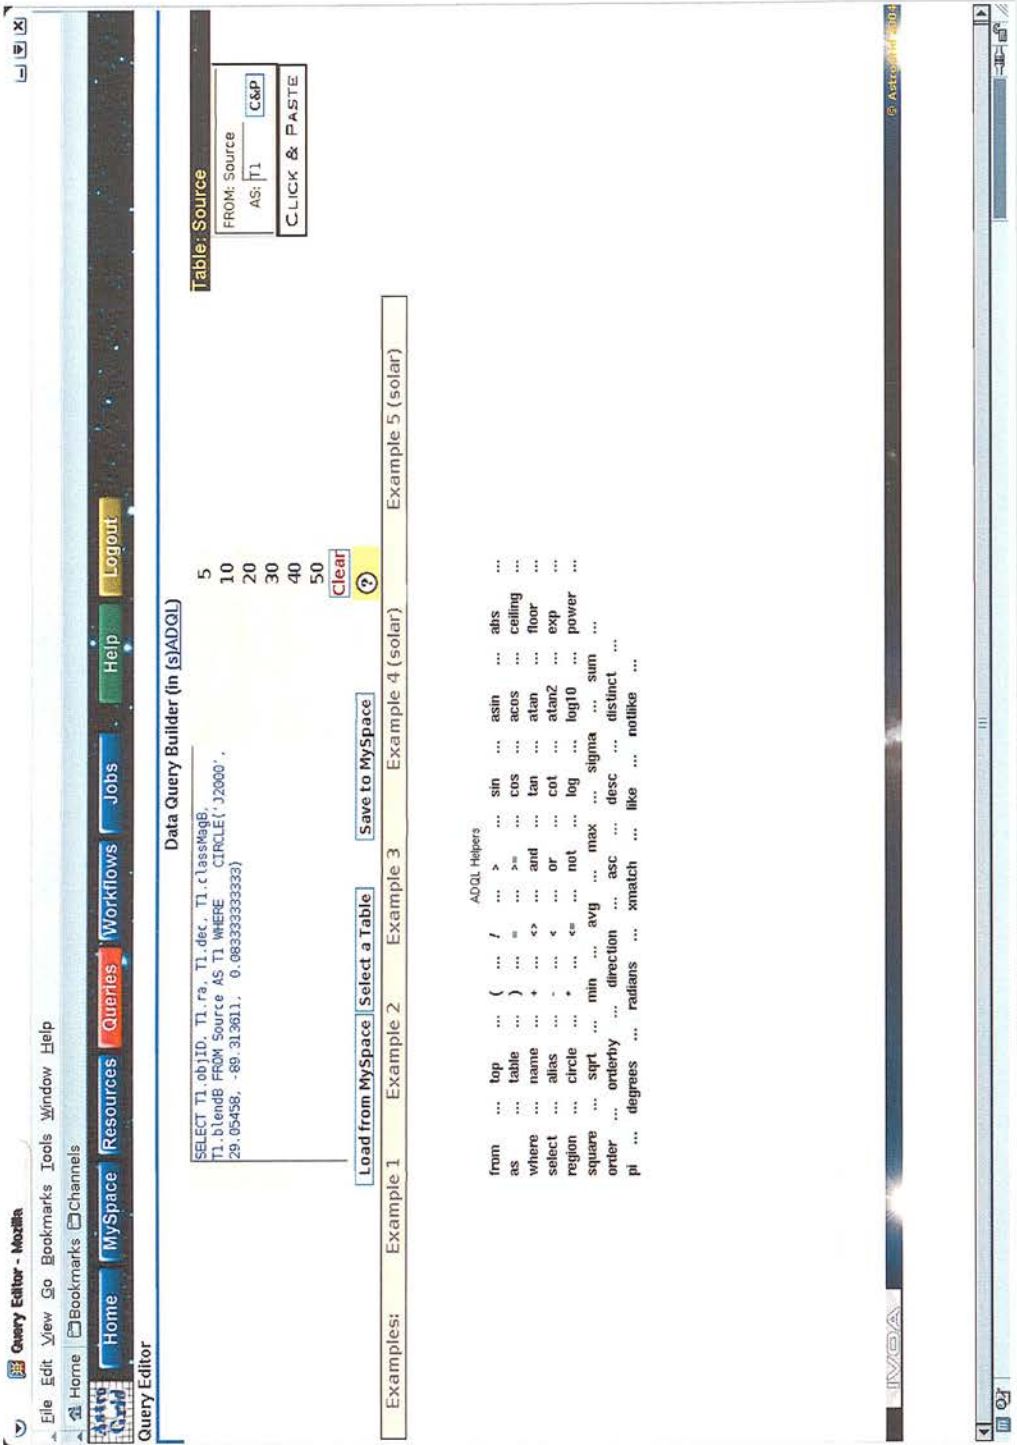 Query Editor - Mozilla
File Edit View Go Bookmarks Tools Window Help
Home Bookmarks Channels
Astro Grid Home MySpace Resources Queries Workflows Jobs Help Logout
Query Editor
Data Query Builder (in (s)ADQL)
SELECT T1.objID, T1.ra, T1.dec, T1.classMagB,
T1.blendB FROM Source AS T1 WHERE CIRCLE('J2000',
29.05458, -89.313611, 0.08333333333333)
5
10
20
30
40
50
Clear
?
Load from MySpace Select a Table Save to MySpace
Table: Source
FROM: Source
AS: T1 C&P
CLICK & PASTE
Examples: Example 1 Example 2 Example 3 Example 4 (solar) Example 5 (solar)
ADQL Helpers
from ... top ... ( ... / ... > ... sin ... asin ... abs ...
as ... table ... ) ... = ... >= ... cos ... acos ... ceiling ...
where ... name ... + ... <> ... and ... tan ... atan ... floor ...
select ... alias ... - ... < ... or ... cot ... atan2 ... exp ...
region ... circle ... * ... <= ... not ... log ... log10 ... power ...
square ... sqrt ... min ... avg ... max ... sigma ... sum ...
order ... orderby ... direction ... asc ... desc ... distinct ...
pi ... degrees ... radians ... xmatch ... like ... notlike ...
IVOA
© AstroGrid 2004